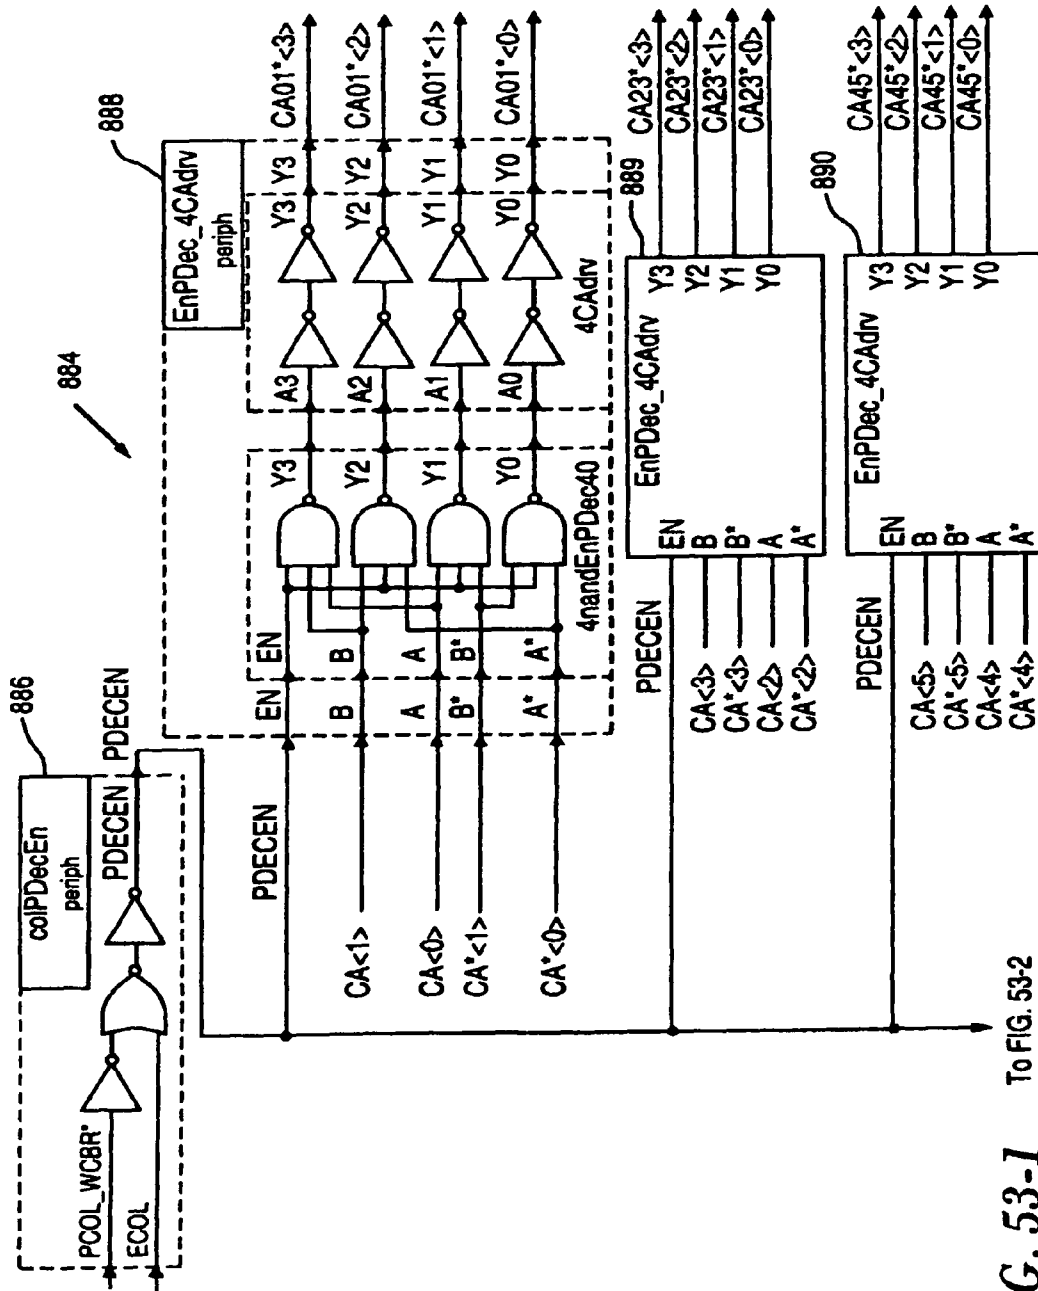 886
colPDecEn
periph
PCOL_WCBR*
ECOL
PDECEN
PDECEN
884
888
EnPDec_4CAdrv
periph
PDECEN
EN
EN
CA<1>
B
B
CA<0>
A
A
CA*<1>
B*
B*
CA*<0>
A*
A*
4nandEnPDec40
Y3
A3
Y3
Y3
CA01*<3>
Y2
A2
Y2
Y2
CA01*<2>
Y1
A1
Y1
Y1
CA01*<1>
Y0
A0
Y0
Y0
CA01*<0>
4CAdrv
889
PDECEN
EnPDec_4CAdrv
EN
CA<3>
B
CA*<3>
B*
CA<2>
A
CA*<2>
A*
Y3
CA23*<3>
Y2
CA23*<2>
Y1
CA23*<1>
Y0
CA23*<0>
890
PDECEN
EnPDec_4CAdrv
EN
CA<5>
B
CA*<5>
B*
CA<4>
A
CA*<4>
A*
Y3
CA45*<3>
Y2
CA45*<2>
Y1
CA45*<1>
Y0
CA45*<0>
To FIG. 53-2
G. 53-1